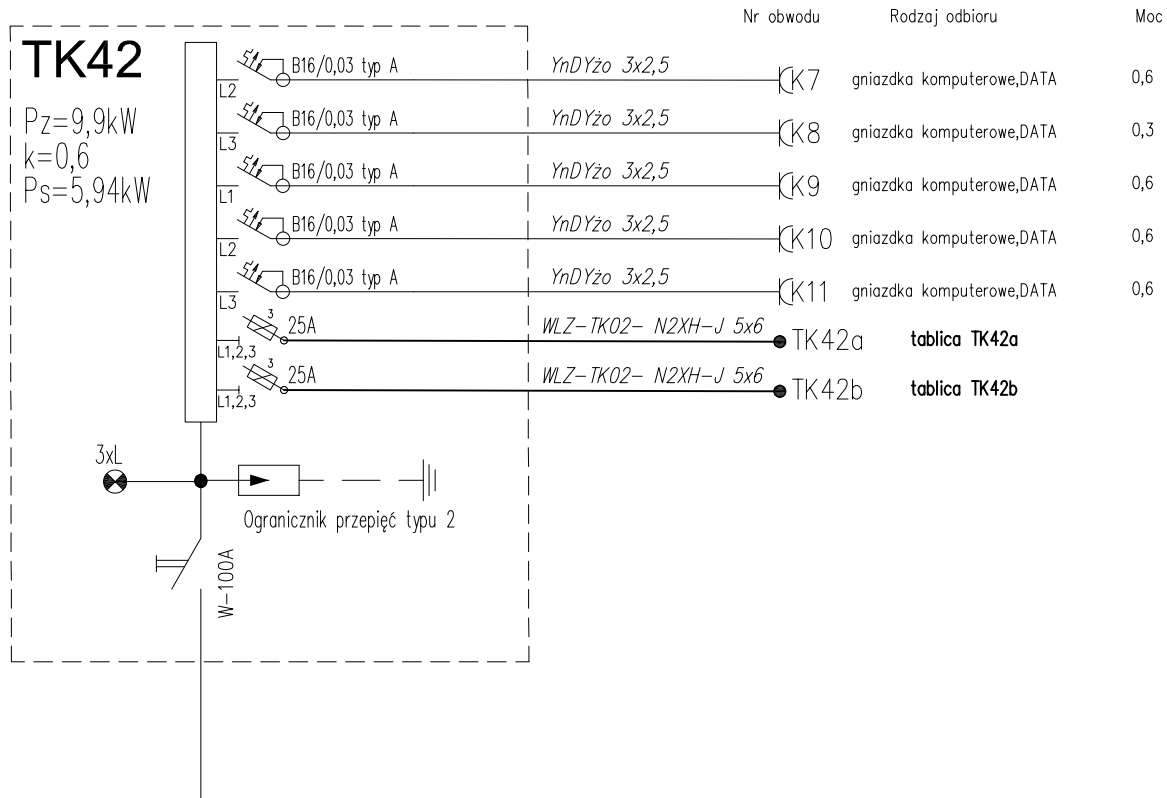 Nr obwodu Rodzaj odbioru Moc
TK42
Pz=9,9kW
k=0,6
Ps=5,94kW
L2 B16/0,03 typ A YnDYżo 3x2,5 K7 gniazdka komputerowe,DATA 0,6
L3 B16/0,03 typ A YnDYżo 3x2,5 K8 gniazdka komputerowe,DATA 0,3
L1 B16/0,03 typ A YnDYżo 3x2,5 K9 gniazdka komputerowe,DATA 0,6
L2 B16/0,03 typ A YnDYżo 3x2,5 K10 gniazdka komputerowe,DATA 0,6
L3 B16/0,03 typ A YnDYżo 3x2,5 K11 gniazdka komputerowe,DATA 0,6
L1,2,3 3 25A WLZ-TK02- N2XH-J 5x6 TK42a tablica TK42a
L1,2,3 3 25A WLZ-TK02- N2XH-J 5x6 TK42b tablica TK42b
3xL
Ogranicznik przepięć typu 2
W-100A